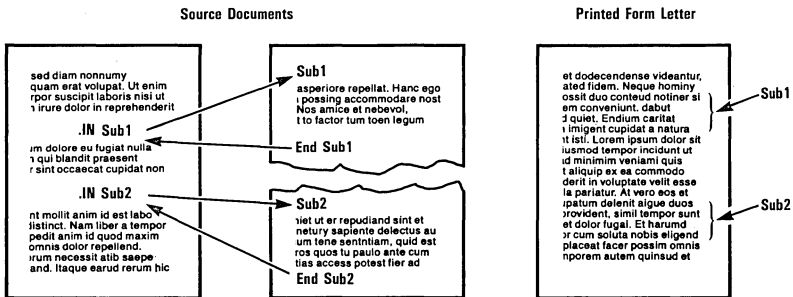 Source Documents
Printed Form Letter
sed diam nonnumy
quam erat volupat. Ut enim
rpor suscipit laboris nisi ut
irure dolor in reprehenderit
.IN Sub1
um dolore eu fugiat nulla
qui blandit praesent
sint occaecat cupidat non
.IN Sub2
nt mollit anim id est labo
distinct. Nam liber a tempor
pedit anim id quod maxim
omnis dolor repellend.
rum necessit atib saepe
and. Itaque earud rerum hic
Sub1
asperiore repellat. Hanc ego
possing accommodare nost
Nos amice et nebevol,
t to factor tum toen legum
End Sub1
Sub2
niet ut er repudiand sint et
netury sapiente delectus au
um tene sentntiam, quid est
ros quos tu paulo ante cum
tias access potest fier ad
End Sub2
et dodecendense videantur,
ated fidem. Neque hominy
ossit duo conteud notiner si
em conveniunt. dabut
d quiet. Endium caritat
imigent cupidat a natura
nt isti. Lorem ipsum dolor sit
iusmod tempor incidunt ut
id minimim veniami quis
t aliquip ex ea commodo
derit in voluptate velit esse
la pariatur. At vero eos et
upatum delenit aigue duos
provident, simil tempor sunt
et dolor fugai. Et harumd
or cum soluta nobis eligend
placeat facer possim omnis
nporem autem quinsud et
Sub1
Sub2